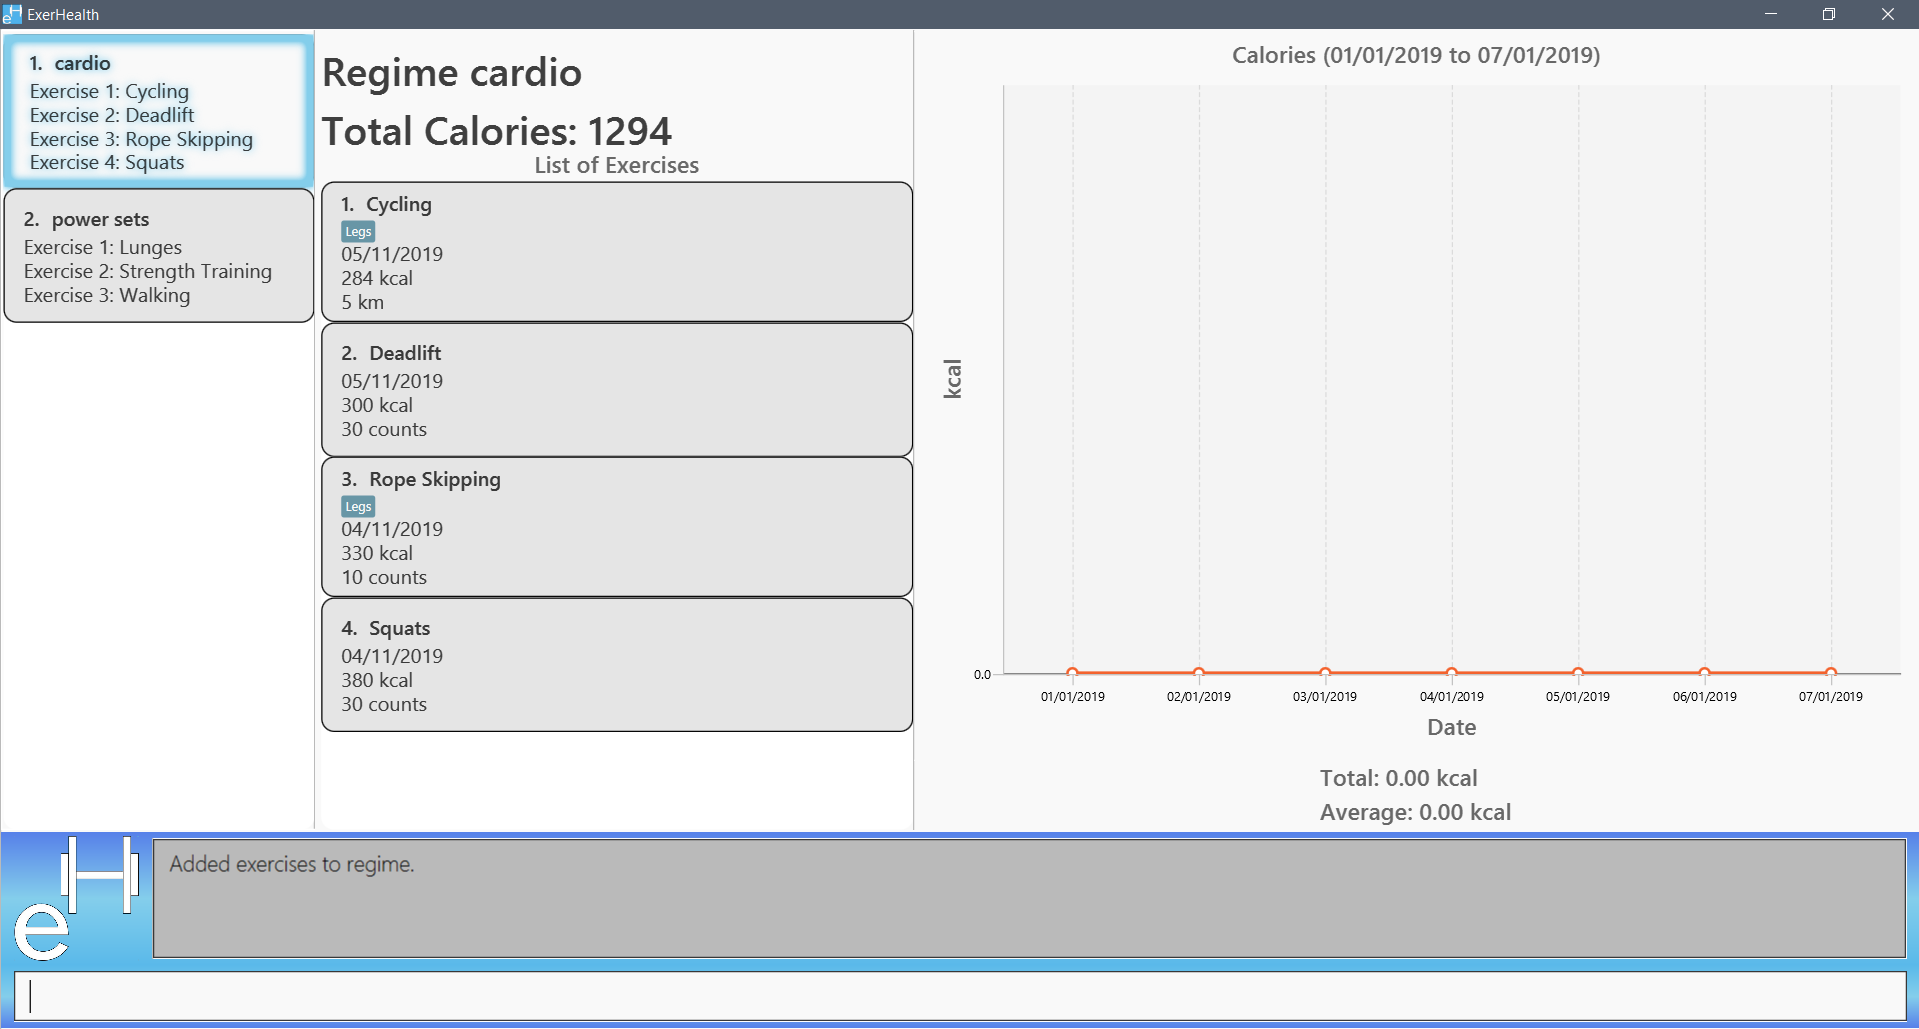 ExerHealth
1. cardio
Exercise 1: Cycling
Exercise 2: Deadlift
Exercise 3: Rope Skipping
Exercise 4: Squats
2. power sets
Exercise 1: Lunges
Exercise 2: Strength Training
Exercise 3: Walking
Regime cardio
Total Calories: 1294
List of Exercises
1. Cycling
Legs
05/11/2019
284 kcal
5 km
2. Deadlift
05/11/2019
300 kcal
30 counts
3. Rope Skipping
Legs
04/11/2019
330 kcal
10 counts
4. Squats
04/11/2019
380 kcal
30 counts
Calories (01/01/2019 to 07/01/2019)
kcal
0.0
01/01/2019 02/01/2019 03/01/2019 04/01/2019 05/01/2019 06/01/2019 07/01/2019
Date
Total: 0.00 kcal
Average: 0.00 kcal
eH
Added exercises to regime.